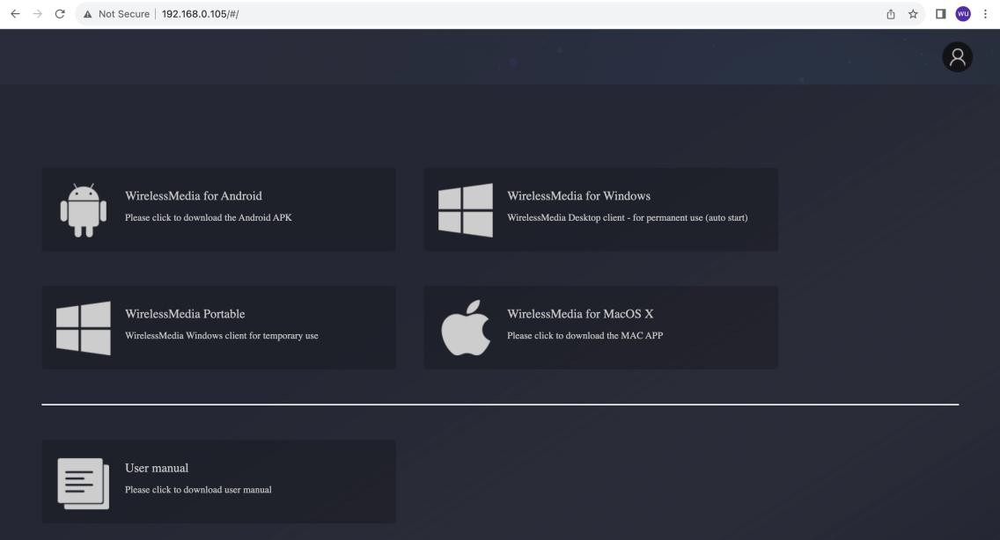 Not Secure 192.168.0.105/#/
WU
WirelessMedia for Android
Please click to download the Android APK
WirelessMedia for Windows
WirelessMedia Desktop client - for permanent use (auto start)
WirelessMedia Portable
WirelessMedia Windows client for temporary use
WirelessMedia for MacOS X
Please click to download the MAC APP
User manual
Please click to download user manual